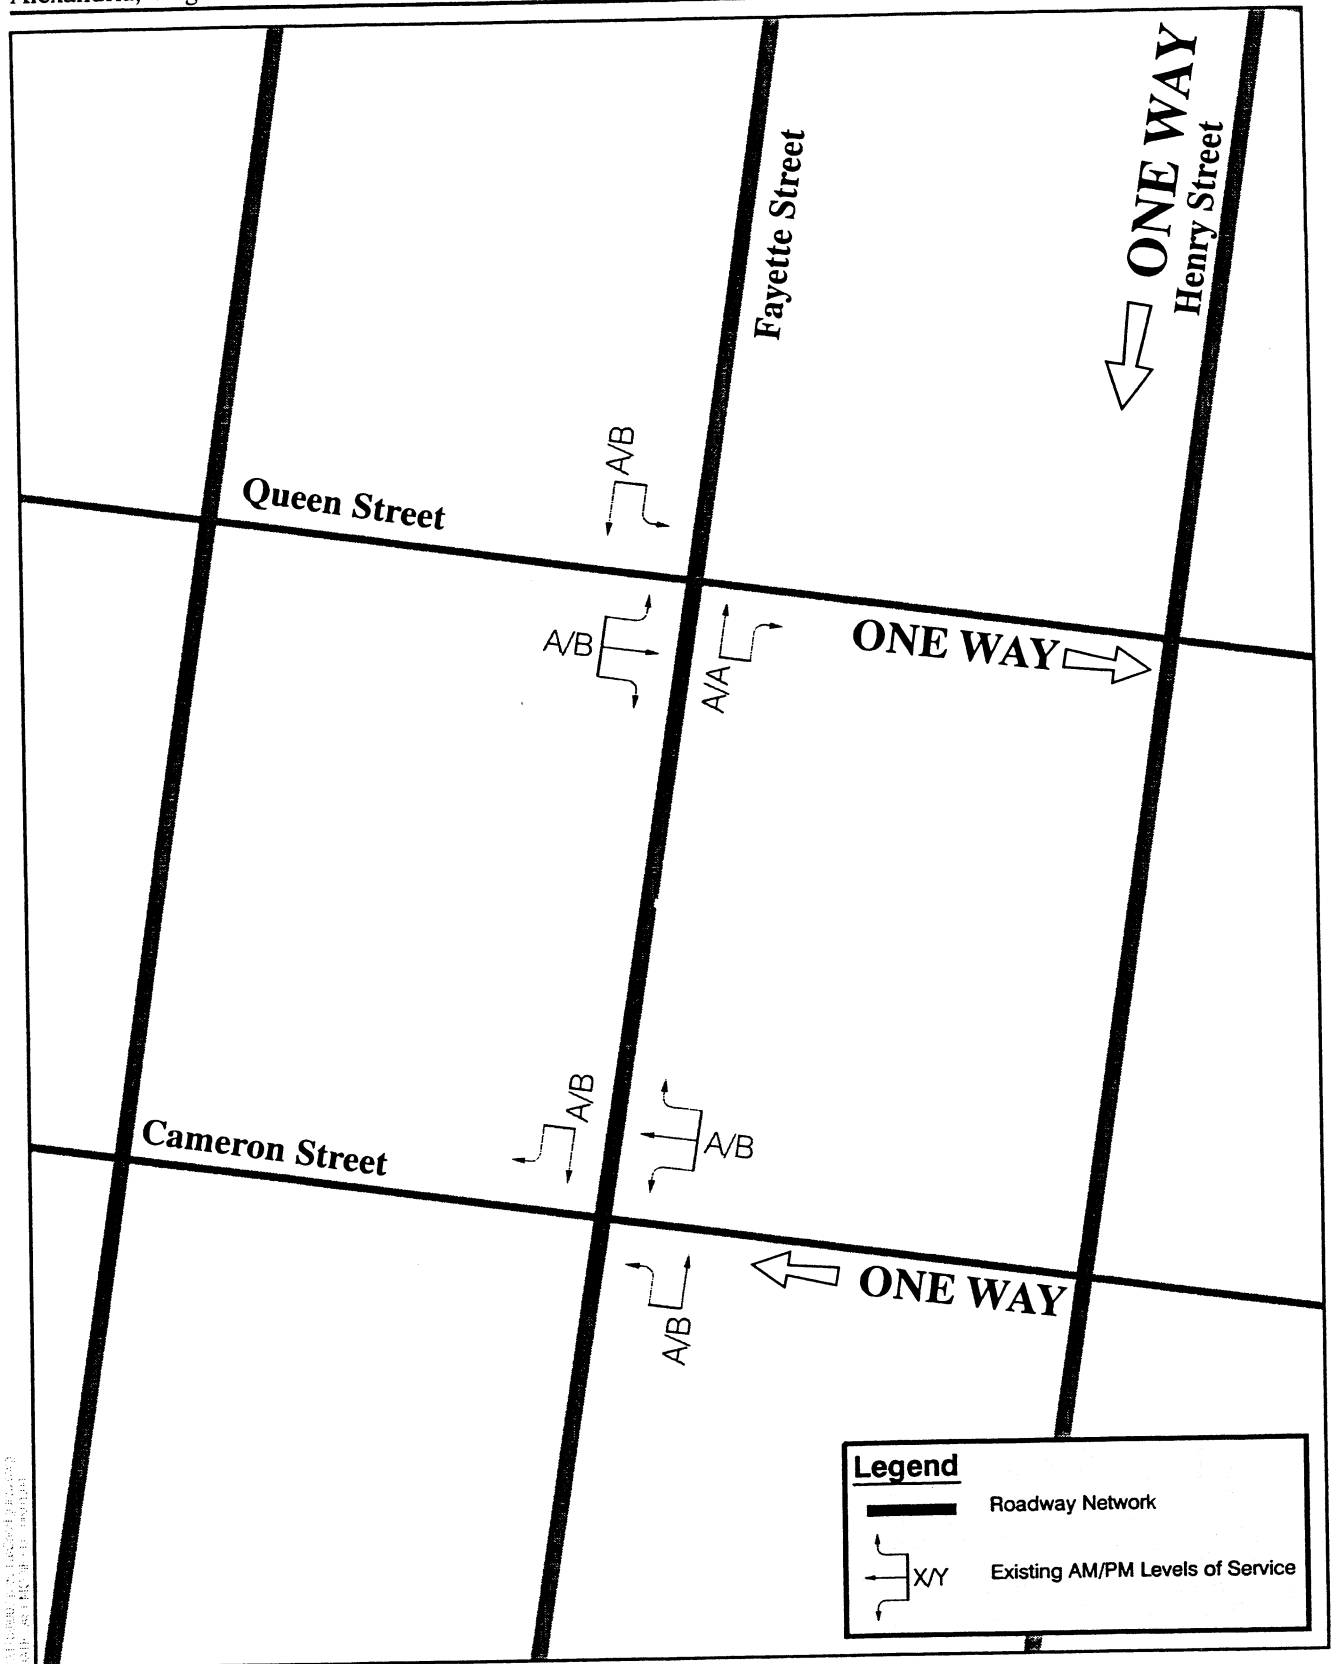 ONE WAY
Henry Street
Fayette Street
A/B
Queen Street
A/B
A/A
ONE WAY
A/B
A/B
Cameron Street
ONE WAY
A/B
Legend
Roadway Network
X/Y Existing AM/PM Levels of Service